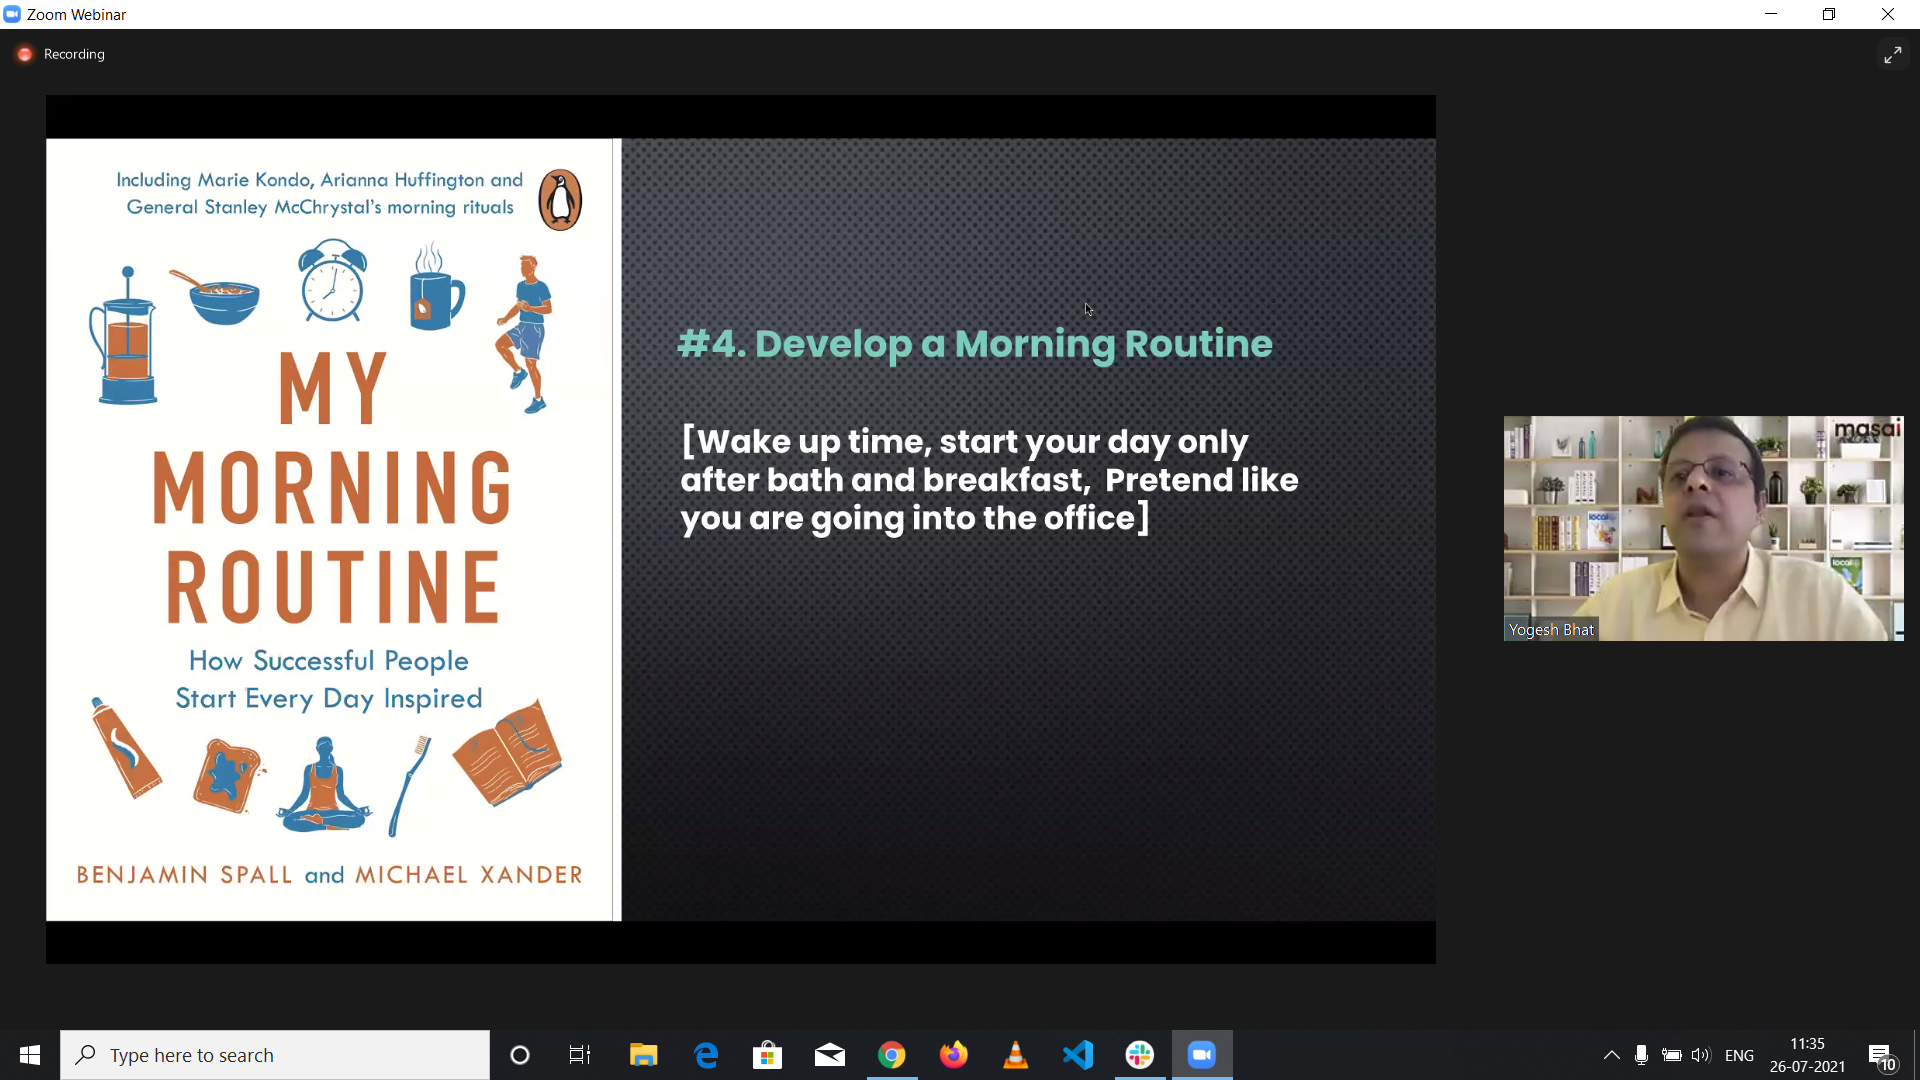 Zoom Webinar
Recording
Including Marie Kondo, Arianna Huffington and
General Stanley McChrystal's morning rituals
MY
MORNING
ROUTINE
How Successful People
Start Every Day Inspired
BENJAMIN SPALL and MICHAEL XANDER
#4. Develop a Morning Routine
[Wake up time, start your day only
after bath and breakfast,  Pretend like
you are going into the office]
masai
local
local
Yogesh Bhat
Type here to search
ENG
11:35
26-07-2021
10